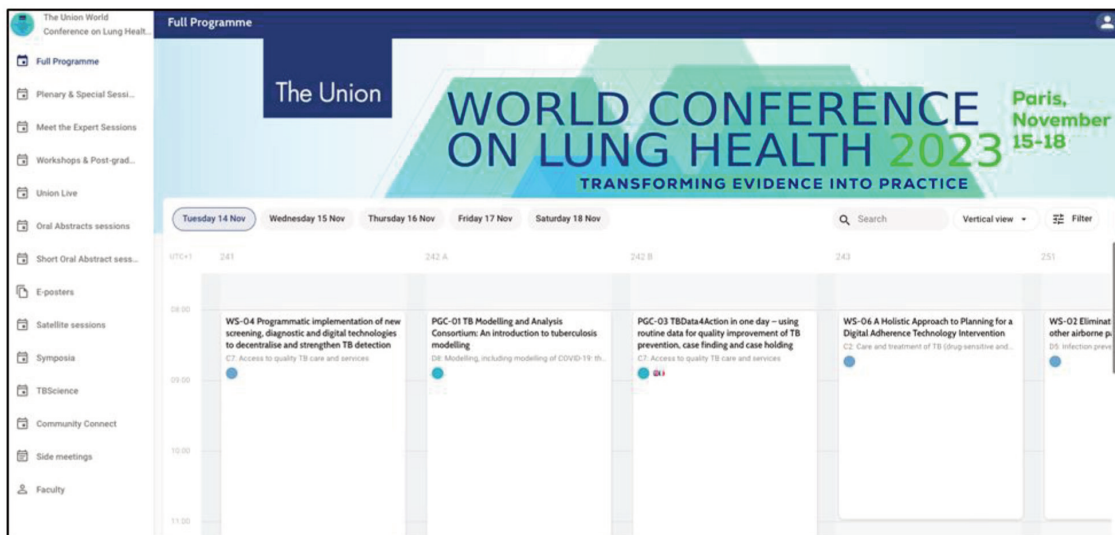 The Union World
Conference on Lung Healt...
Full Programme
Plenary & Special Sessi...
Meet the Expert Sessions
Workshops & Post-grad...
Union Live
Oral Abstracts sessions
Short Oral Abstract sess...
E-posters
Satellite sessions
Symposia
TBScience
Community Connect
Side meetings
Faculty
Full Programme
The Union
WORLD CONFERENCE
ON LUNG HEALTH 2023
TRANSFORMING EVIDENCE INTO PRACTICE
Paris,
November
15-18
Tuesday 14 Nov Wednesday 15 Nov Thursday 16 Nov Friday 17 Nov Saturday 18 Nov Search Vertical view Filter
UTC+1 241 242 A 242 B 243 251
08:00
09:00
10:00
11:00
WS-04 Programmatic implementation of new
screening, diagnostic and digital technologies
to decentralise and strengthen TB detection
C7: Access to quality TB care and services
PGC-01 TB Modelling and Analysis
Consortium: An introduction to tuberculosis
modelling
D8: Modelling, including modelling of COVID-19: th...
PGC-03 TBData4Action in one day – using
routine data for quality improvement of TB
prevention, case finding and case holding
C7: Access to quality TB care and services
WS-06 A Holistic Approach to Planning for a
Digital Adherence Technology Intervention
C2: Care and treatment of TB (drug-sensitive and...
WS-02 Eliminat
other airborne p
D5: Infection preve